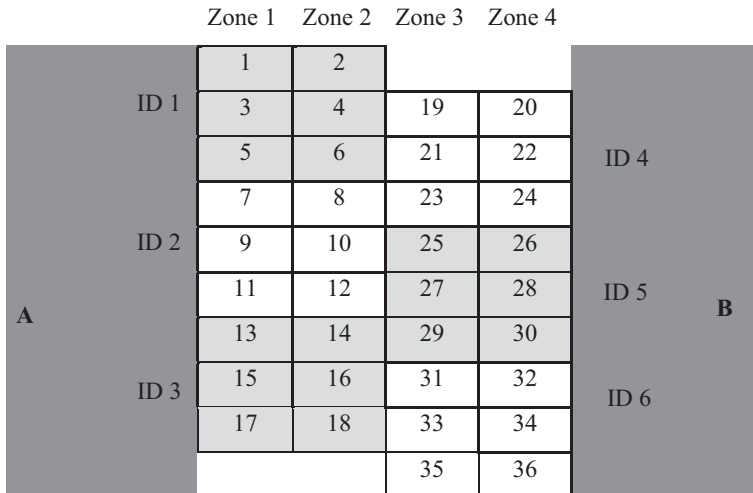 Zone 1 Zone 2 Zone 3 Zone 4
1 2
ID 1 3 4 19 20
5 6 21 22 ID 4
7 8 23 24
ID 2 9 10 25 26
11 12 27 28 ID 5
A B
13 14 29 30
ID 3 15 16 31 32 ID 6
17 18 33 34
35 36